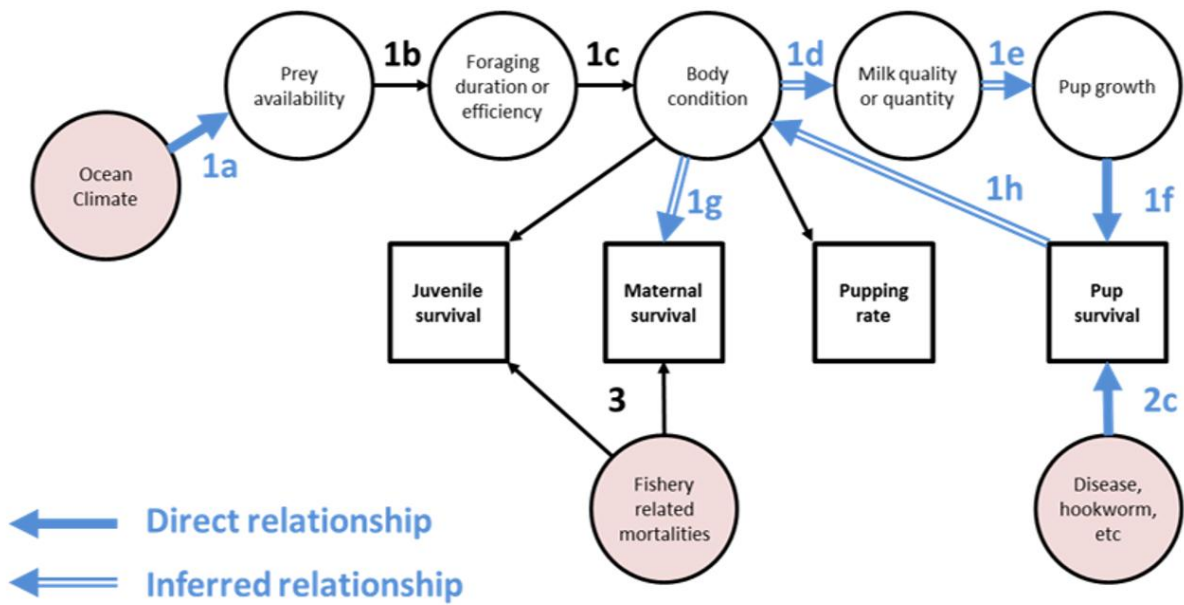 1b
1c
1d
1e
Prey
availability
Foraging
duration or
efficiency
Body
condition
Milk quality
or quantity
Pup growth
Ocean
Climate
1a
1g
1h
1f
Juvenile
survival
Maternal
survival
Pupping
rate
Pup
survival
3
2c
Fishery
related
mortalities
Disease,
hookworm,
etc
Direct relationship
Inferred relationship